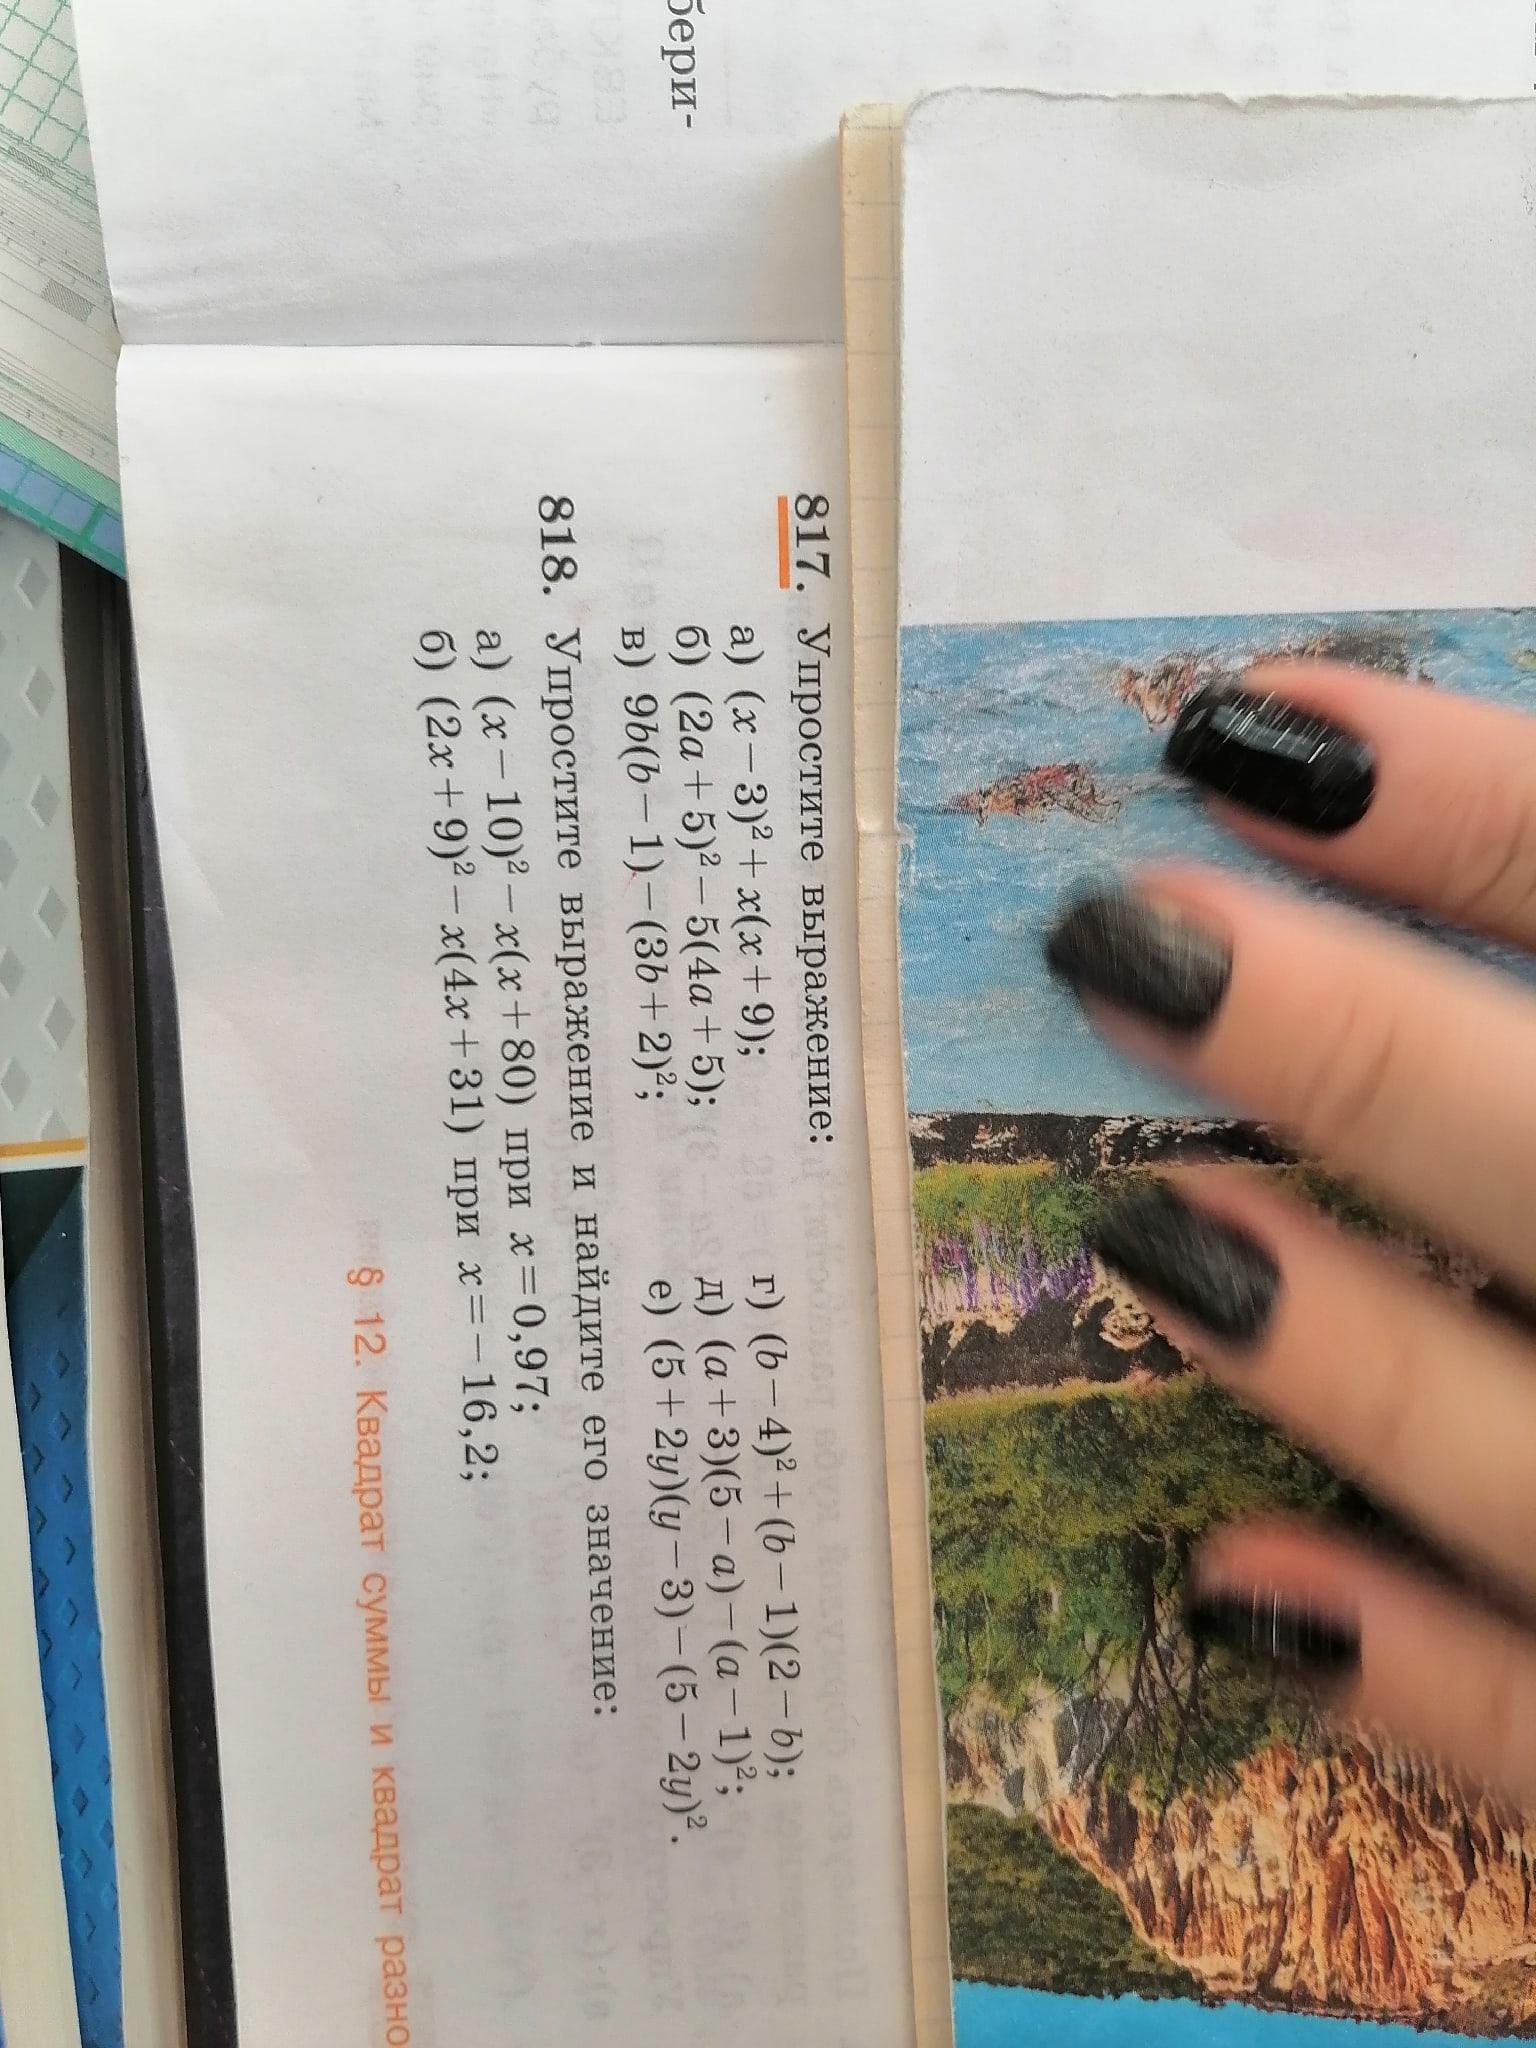 бери-
817. Упростите выражение:
а) (x − 3)² + x(x + 9); г) (b − 4)² + (b − 1)(2 − b);
б) (2a + 5)² − 5(4a + 5); д) (a + 3)(5 − a) − (a − 1)²;
в) 9b(b − 1) − (3b + 2)²; е) (5 + 2y)(y − 3) − (5 − 2y)².
818. Упростите выражение и найдите его значение:
а) (x − 10)² − x(x + 80) при x = 0,97;
б) (2x + 9)² − x(4x + 31) при x = −16,2;
§ 12. Квадрат суммы и квадрат разно